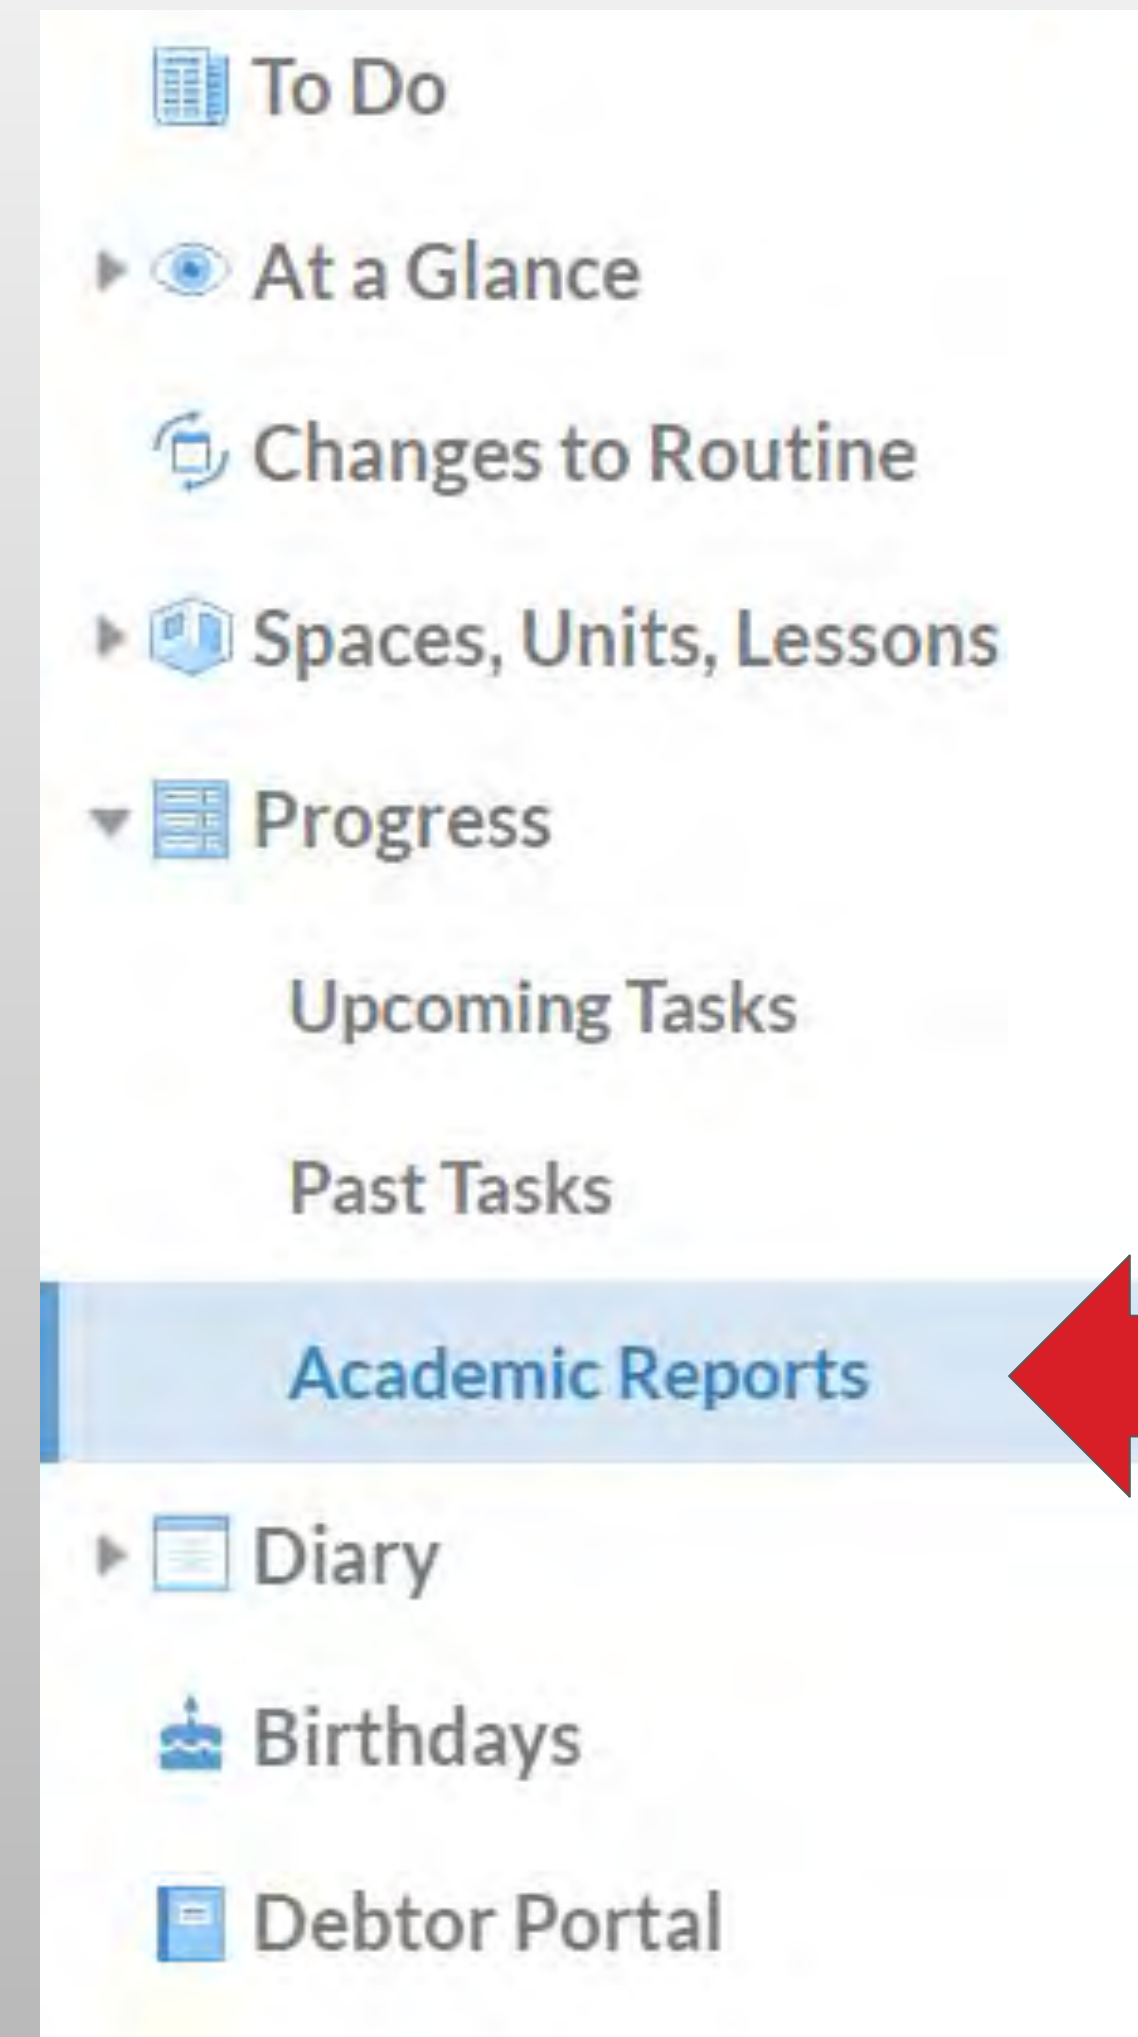 To Do
At a Glance
Changes to Routine
Spaces, Units, Lessons
Progress
Upcoming Tasks
Past Tasks
Academic Reports
Diary
Birthdays
Debtor Portal